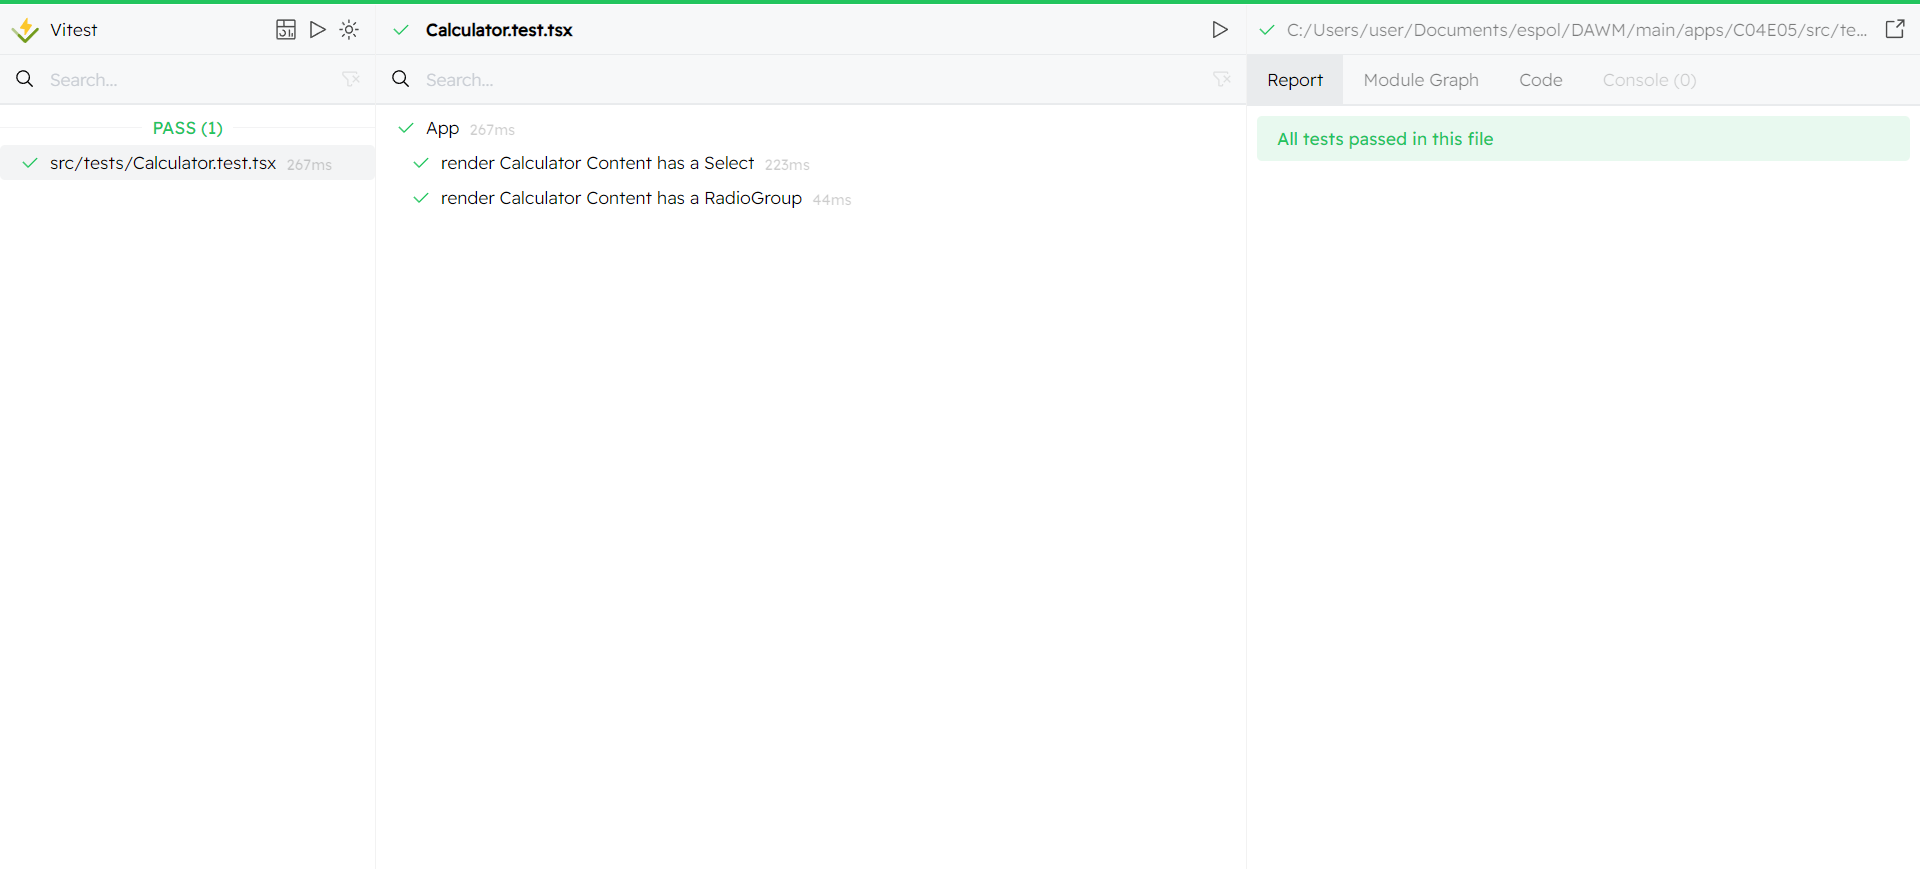 Vitest
Search...
PASS (1)
src/tests/Calculator.test.tsx 267ms
Calculator.test.tsx
Search...
App 267ms
render Calculator Content has a Select 223ms
render Calculator Content has a RadioGroup 44ms
C:/Users/user/Documents/espol/DAWM/main/apps/C04E05/src/te...
Report Module Graph Code Console (0)
All tests passed in this file